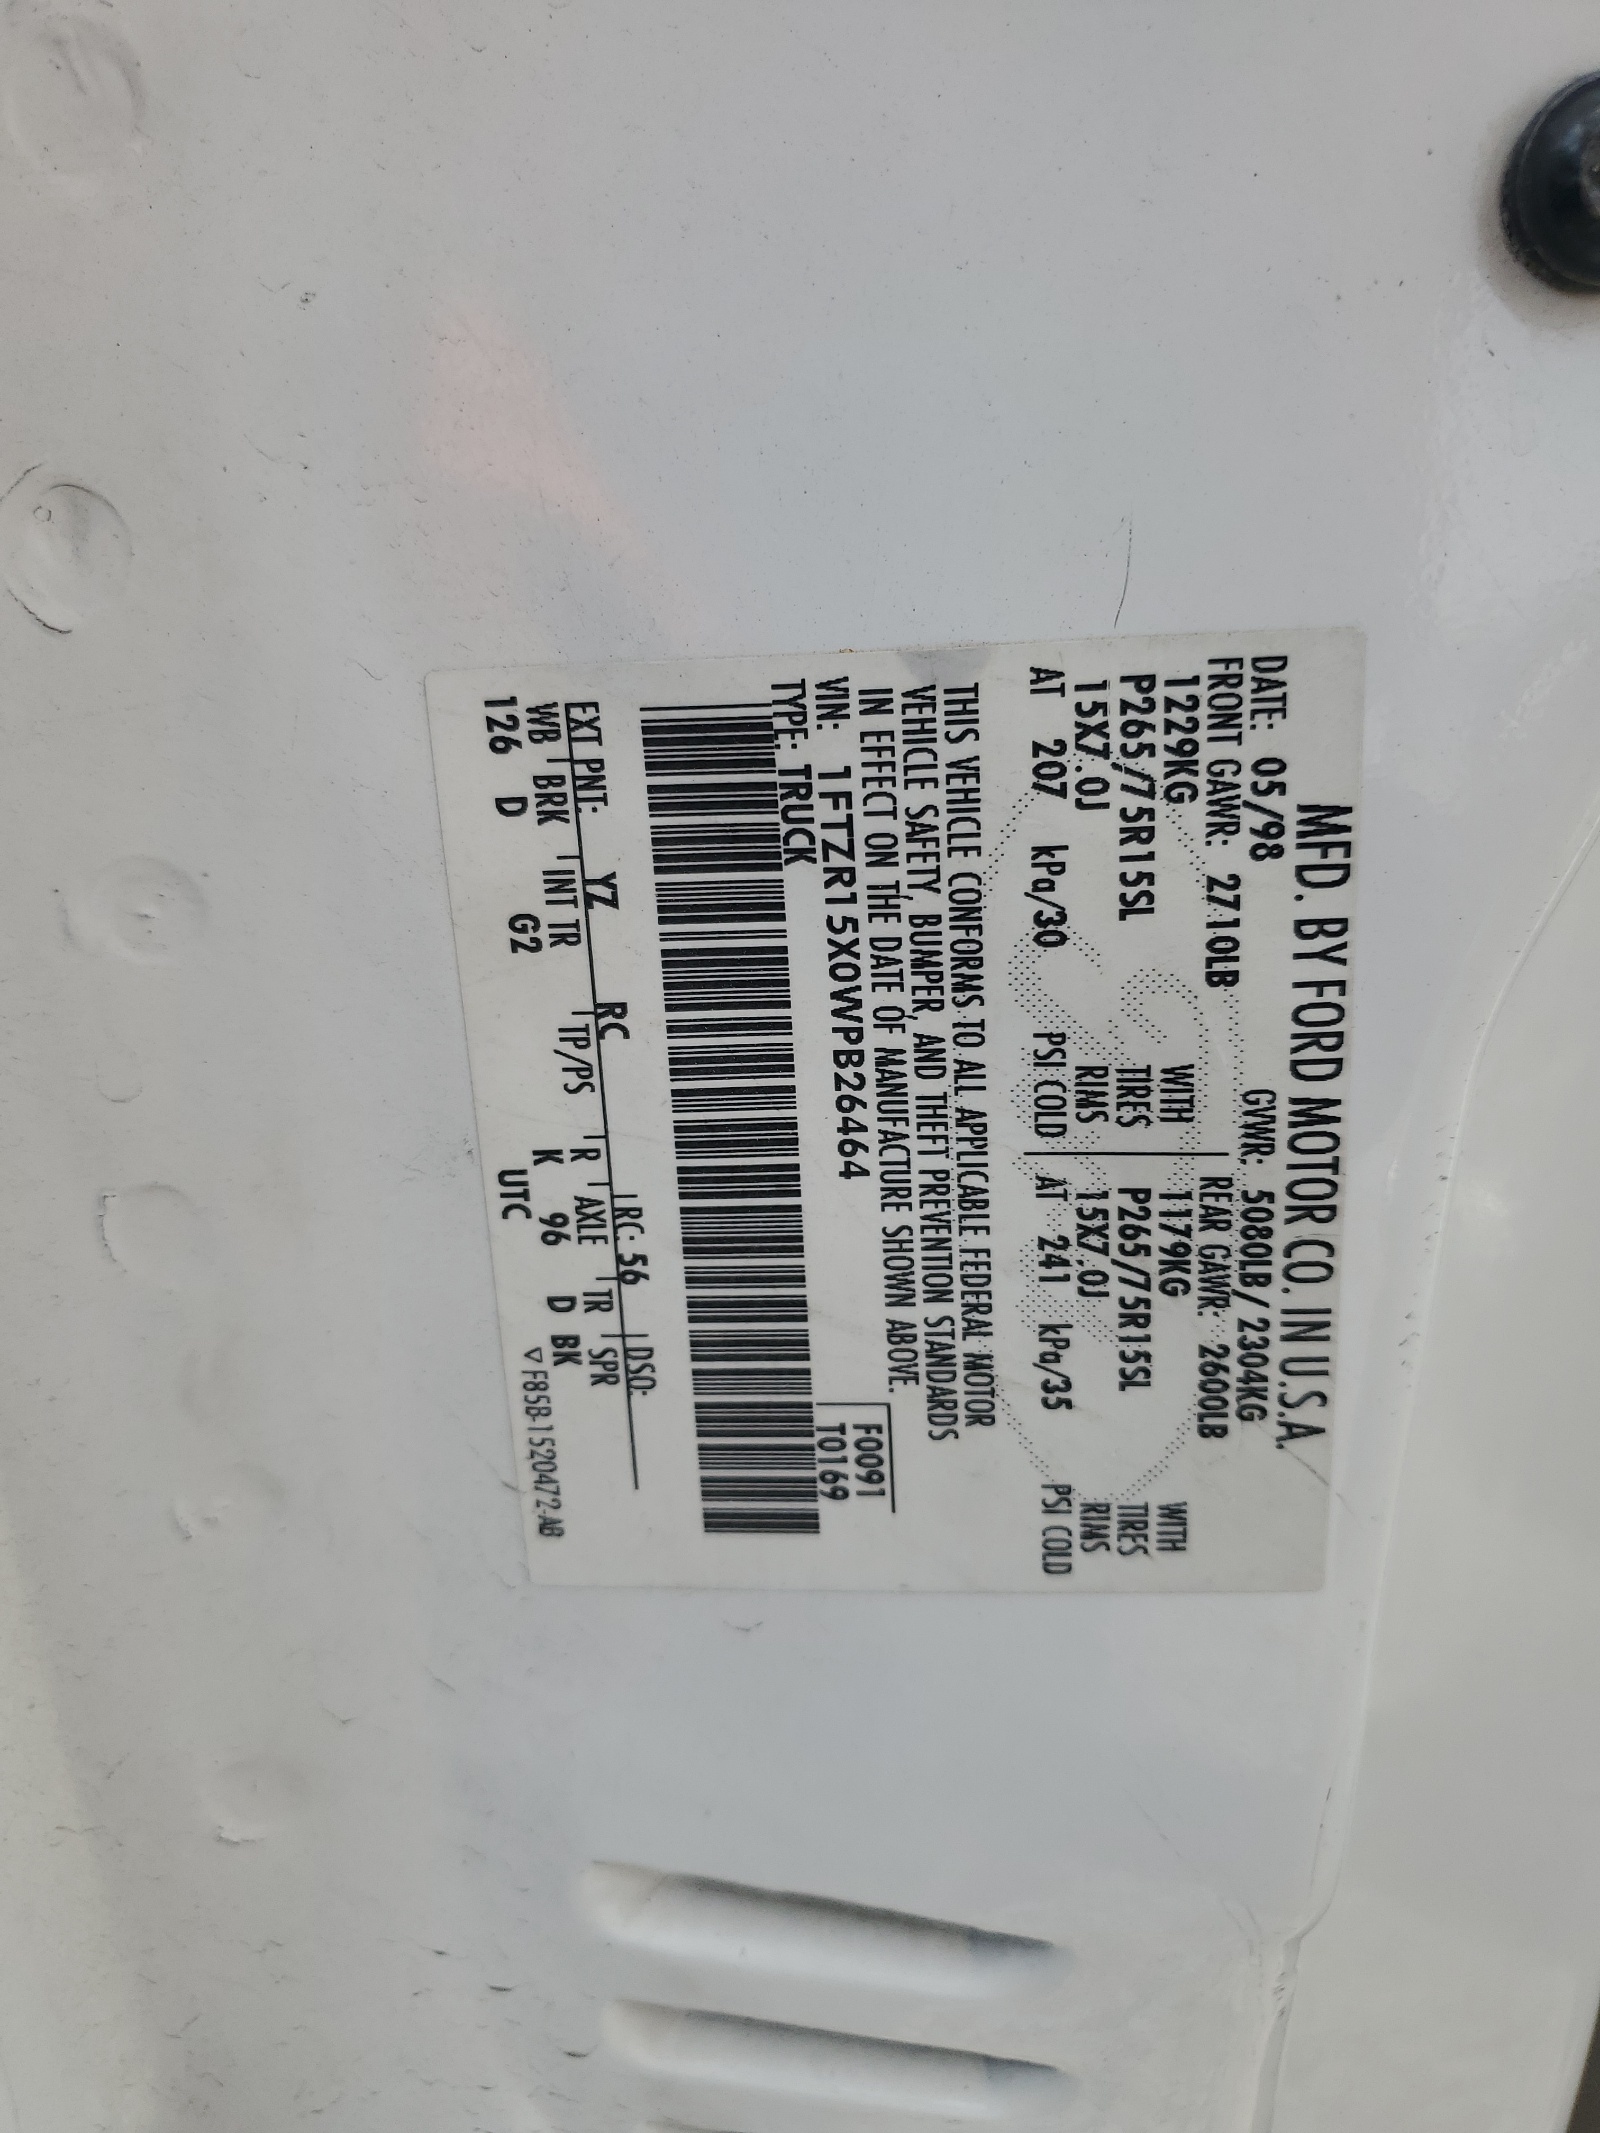 MFD. BY FORD MOTOR CO. IN U.S.A.
DATE: 05/98 GVWR: 5080LB/ 2304KG
FRONT GAWR: 2710LB REAR GAWR: 2600LB
1229KG WITH 1179KG WITH
P265/75R15SL TIRES P265/75R15SL TIRES
15X7.0J RIMS 15X7.0J RIMS
AT 207 kPa/30 PSI COLD AT 241 kPa/35 PSI COLD
THIS VEHICLE CONFORMS TO ALL APPLICABLE FEDERAL MOTOR
VEHICLE SAFETY, BUMPER, AND THEFT PREVENTION STANDARDS
IN EFFECT ON THE DATE OF MANUFACTURE SHOWN ABOVE.
VIN: 1FTZR15X0WPB26464 F0091
TYPE: TRUCK T0169
EXT PNT: YZ RC RC: 56 DSO:
WB BRK INT TR TP/PS R AXLE TR SPR
126 D G2 K 96 D BK
UTC ▽F85B-1520472-AB